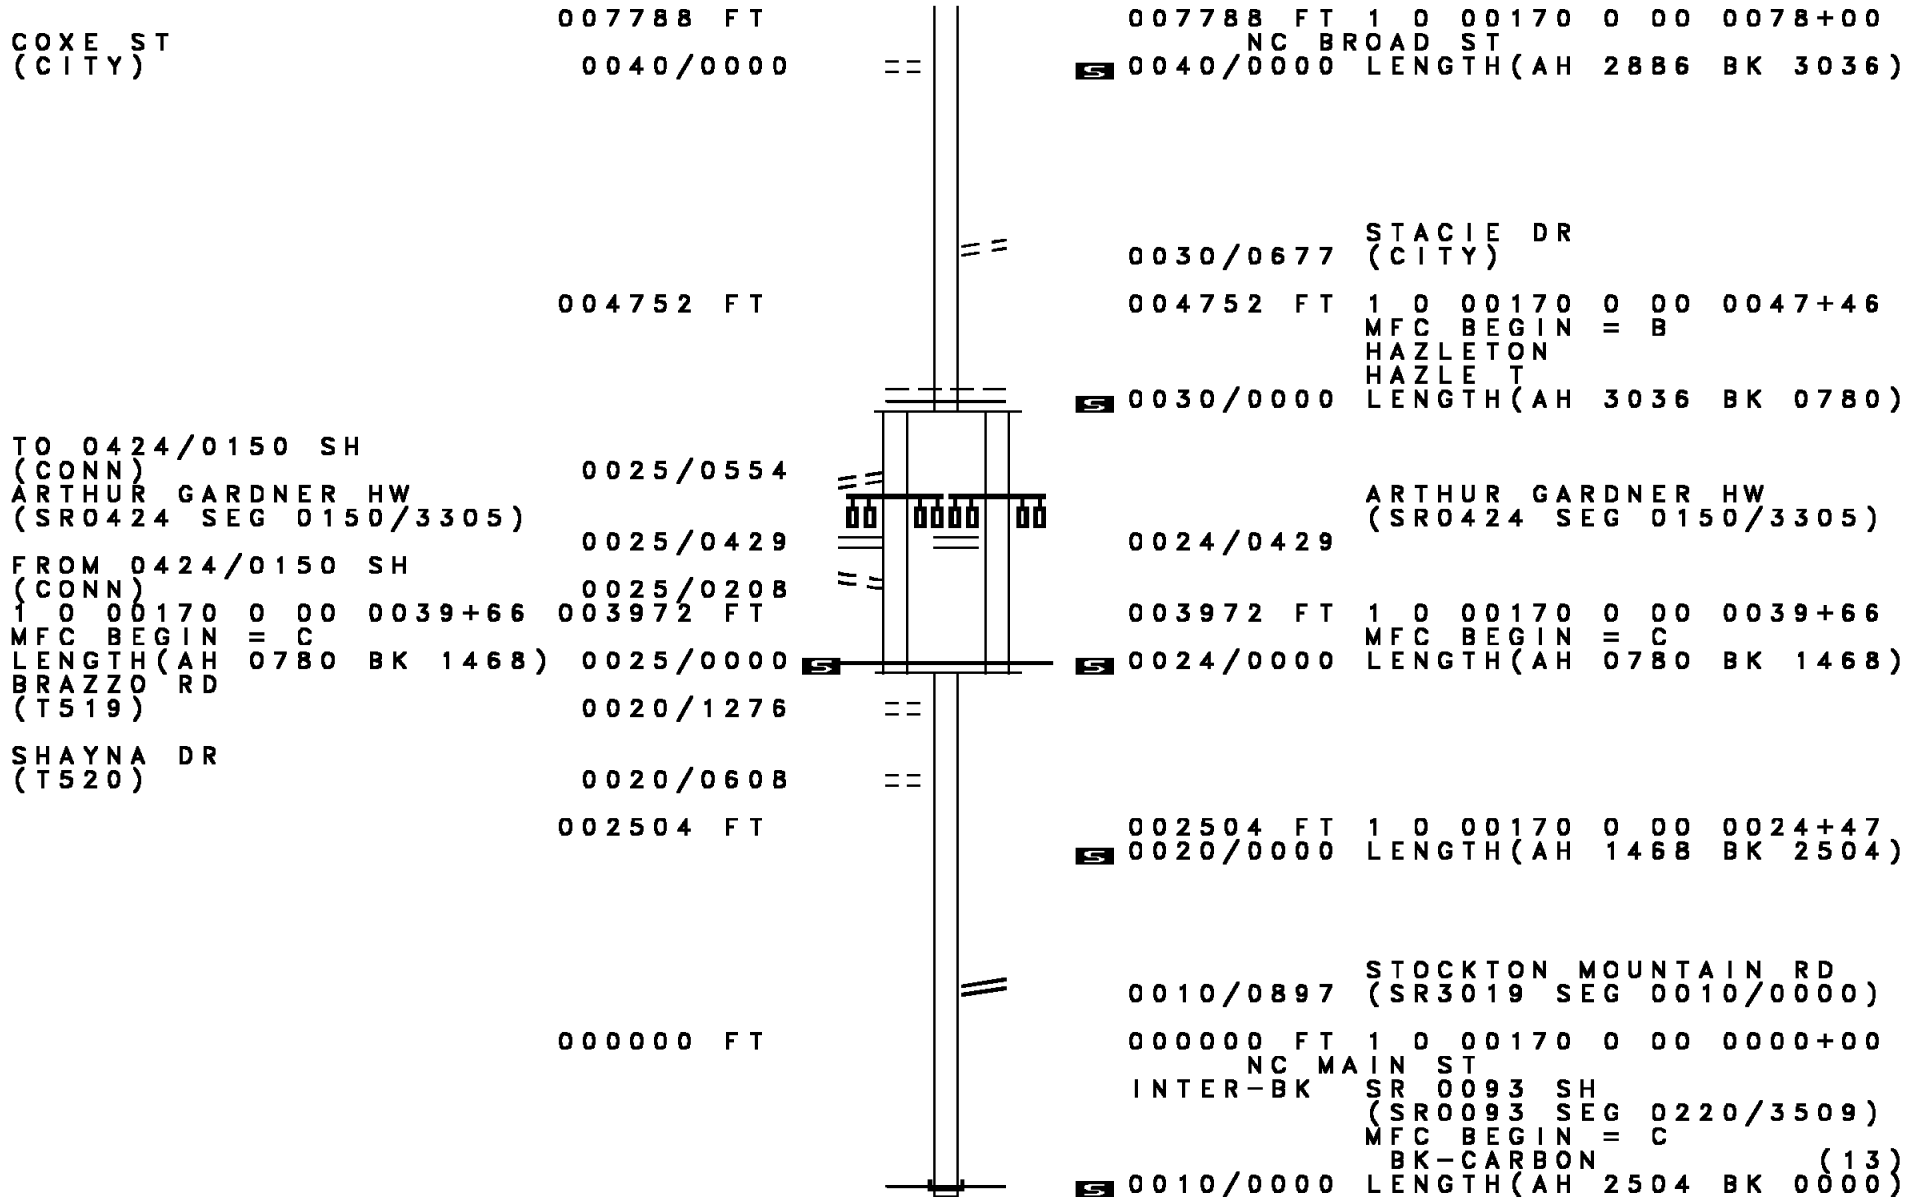 007788 FT 007788 FT 1 0 00170 0 00 0078+00
COXE ST NC BROAD ST
(CITY) 0040/0000 S 0040/0000 LENGTH(AH 2886 BK 3036)
STACIE DR
0030/0677 (CITY)
004752 FT 004752 FT 1 0 00170 0 00 0047+46
MFC BEGIN = B
HAZLETON
HAZLE T
S 0030/0000 LENGTH(AH 3036 BK 0780)
TO 0424/0150 SH
(CONN) 0025/0554
ARTHUR GARDNER HW ARTHUR GARDNER HW
(SR0424 SEG 0150/3305) (SR0424 SEG 0150/3305)
0025/0429 0024/0429
FROM 0424/0150 SH
(CONN) 0025/0208
1 0 00170 0 00 0039+66 003972 FT 003972 FT 1 0 00170 0 00 0039+66
MFC BEGIN = C MFC BEGIN = C
LENGTH(AH 0780 BK 1468) 0025/0000 S S 0024/0000 LENGTH(AH 0780 BK 1468)
BRAZZO RD
(T519) 0020/1276
SHAYNA DR
(T520) 0020/0608
002504 FT 002504 FT 1 0 00170 0 00 0024+47
S 0020/0000 LENGTH(AH 1468 BK 2504)
STOCKTON MOUNTAIN RD
0010/0897 (SR3019 SEG 0010/0000)
000000 FT 000000 FT 1 0 00170 0 00 0000+00
NC MAIN ST
INTER-BK SR 0093 SH
(SR0093 SEG 0220/3509)
MFC BEGIN = C
BK-CARBON (13)
S 0010/0000 LENGTH(AH 2504 BK 0000)